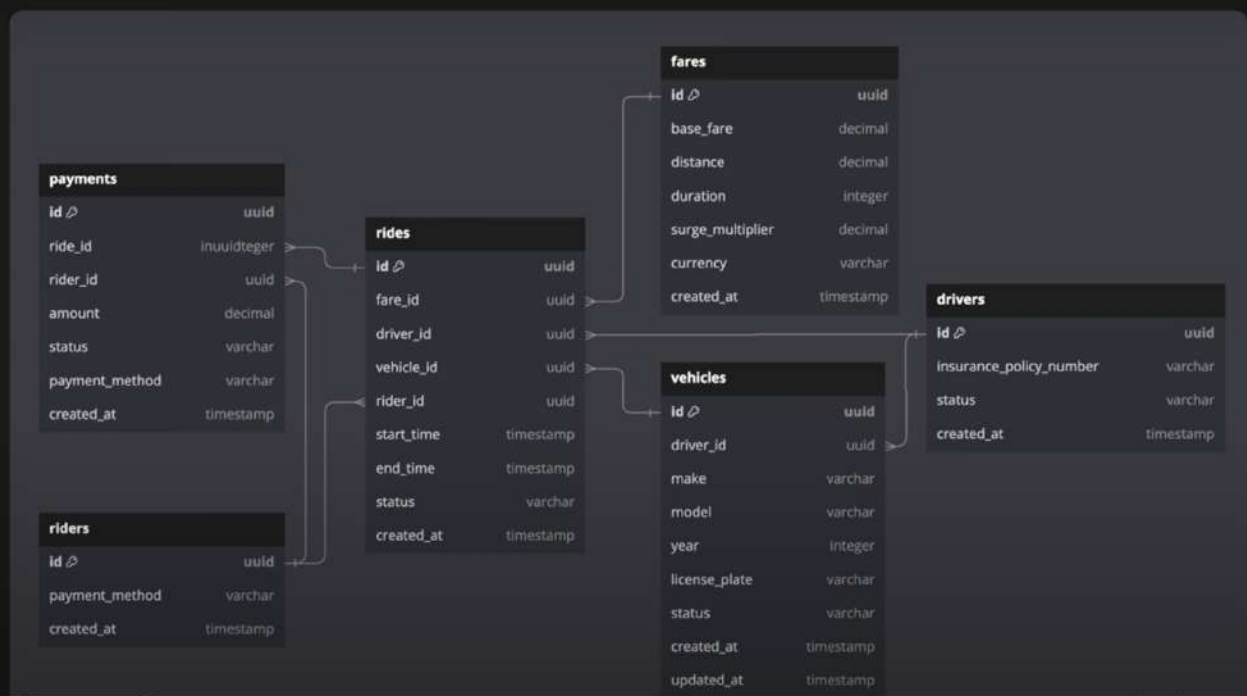 payments
id uuid
ride_id inuuidteger
rider_id uuid
amount decimal
status varchar
payment_method varchar
created_at timestamp
riders
id uuid
payment_method varchar
created_at timestamp
rides
id uuid
fare_id uuid
driver_id uuid
vehicle_id uuid
rider_id uuid
start_time timestamp
end_time timestamp
status varchar
created_at timestamp
fares
id uuid
base_fare decimal
distance decimal
duration integer
surge_multiplier decimal
currency varchar
created_at timestamp
vehicles
id uuid
driver_id uuid
make varchar
model varchar
year integer
license_plate varchar
status varchar
created_at timestamp
updated_at timestamp
drivers
id uuid
insurance_policy_number varchar
status varchar
created_at timestamp